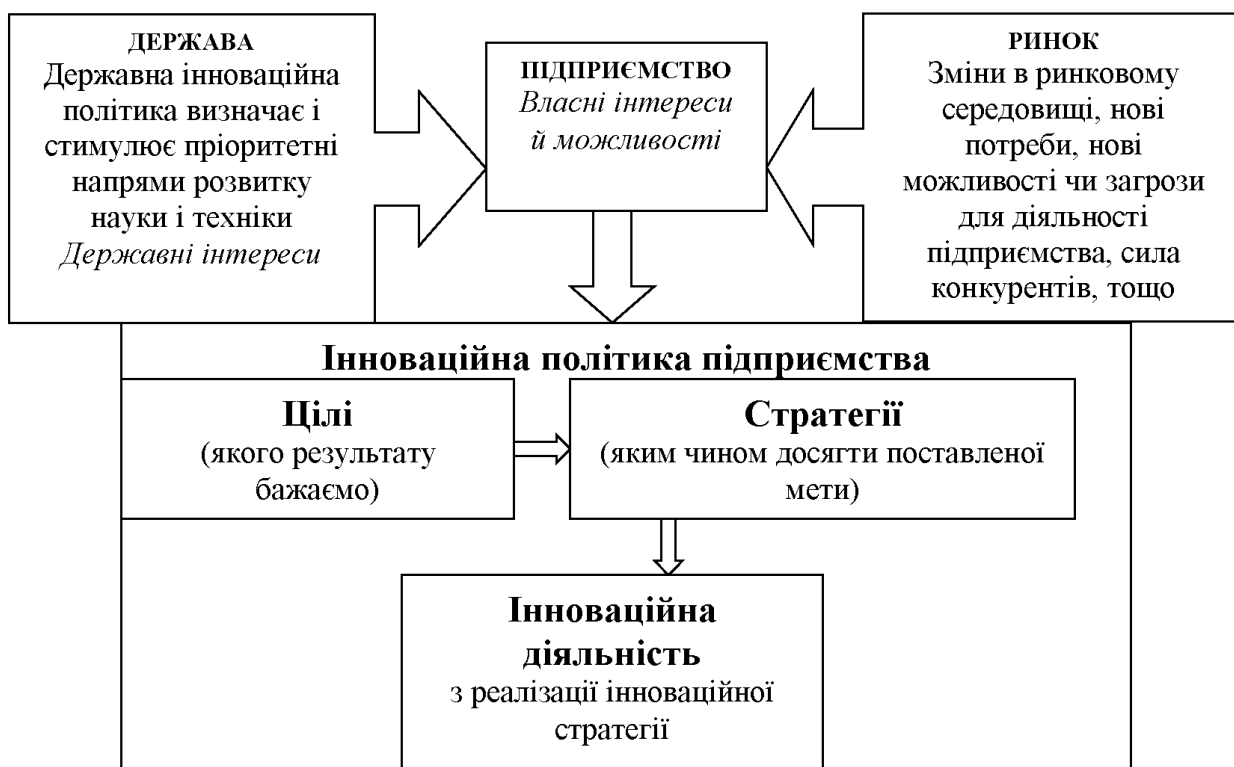 ДЕРЖАВА
Державна інноваційна
політика визначає і
стимулює пріоритетні
напрями розвитку
науки і техніки
Державні інтереси
ПІДПРИЄМСТВО
Власні інтереси
й можливості
РИНОК
Зміни в ринковому
середовищі, нові
потреби, нові
можливості чи загрози
для діяльності
підприємства, сила
конкурентів, тощо
Інноваційна політика підприємства
Цілі
(якого результату
бажаємо)
Стратегії
(яким чином досягти поставленої
мети)
Інноваційна
діяльність
з реалізації інноваційної
стратегії